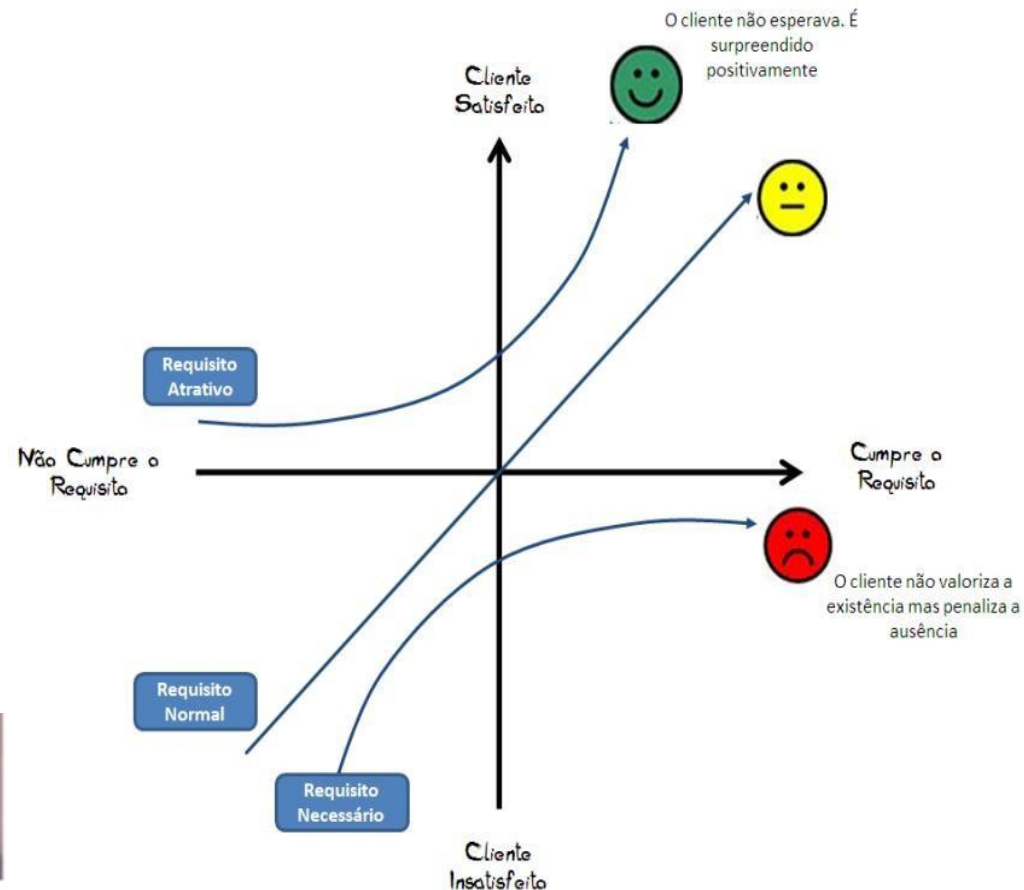 O cliente não esperava. É
surpreendido
positivamente
Cliente
Satisfeito
Requisito
Atrativo
Não Cumpre o
Requisito
Cumpre o
Requisito
O cliente não valoriza a
existência mas penaliza a
ausência
Requisito
Normal
Requisito
Necessário
Cliente
Insatisfeito